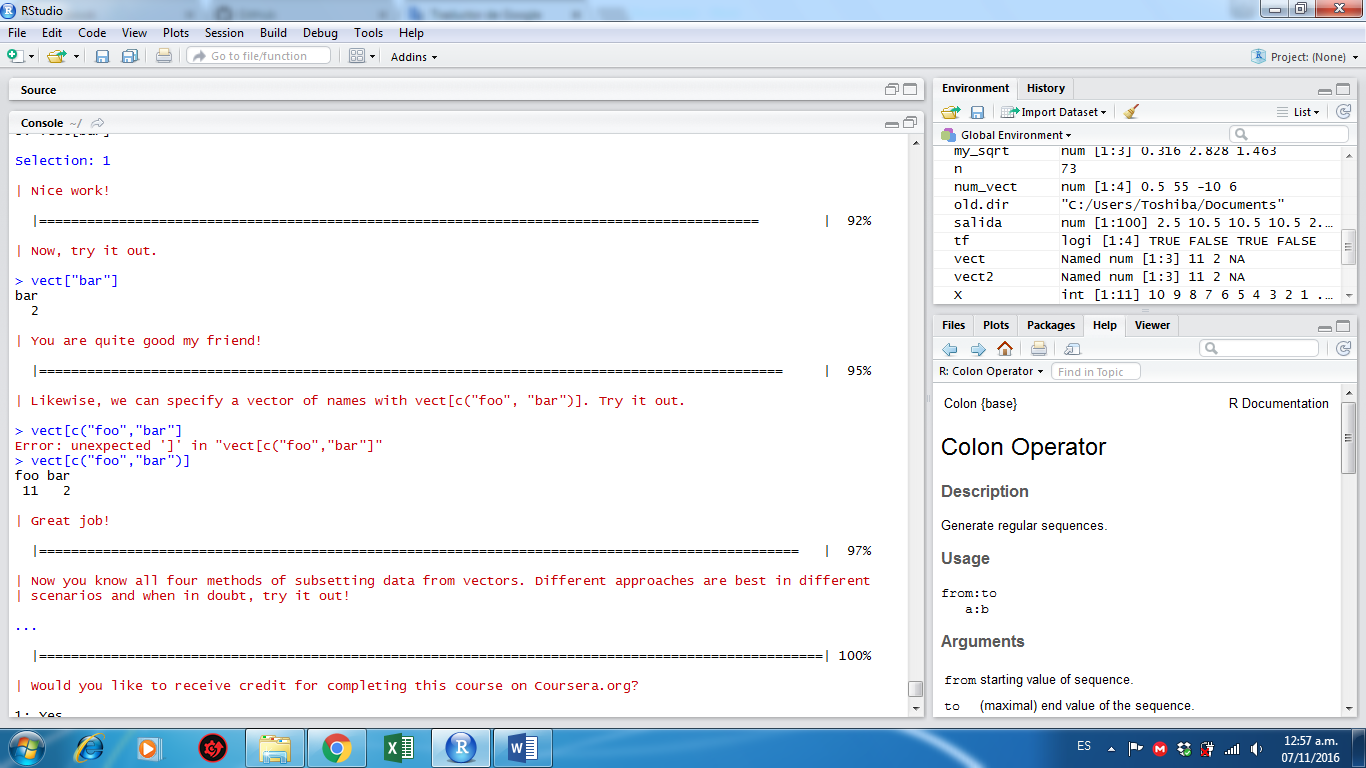 RStudio
File Edit Code View Plots Session Build Debug Tools Help
Go to file/function Addins Project: (None)
Source
Console ~/
Selection: 1
| Nice work!
|==========================================================================================        |  92%
| Now, try it out.
> vect["bar"]
bar
  2
| You are quite good my friend!
|=============================================================================================     |  95%
| Likewise, we can specify a vector of names with vect[c("foo", "bar")]. Try it out.
> vect[c("foo","bar"]
Error: unexpected ']' in "vect[c("foo","bar"]"
> vect[c("foo","bar")]
foo bar
 11   2
| Great job!
|===============================================================================================   |  97%
| Now you know all four methods of subsetting data from vectors. Different approaches are best in different
| scenarios and when in doubt, try it out!
...
|==================================================================================================| 100%
| Would you like to receive credit for completing this course on Coursera.org?
1: Yes
Environment History
Import Dataset List
Global Environment
my_sqrt num [1:3] 0.316 2.828 1.463
n 73
num_vect num [1:4] 0.5 55 -10 6
old.dir "C:/Users/Toshiba/Documents"
salida num [1:100] 2.5 10.5 10.5 10.5 2.…
tf logi [1:4] TRUE FALSE TRUE FALSE
vect Named num [1:3] 11 2 NA
vect2 Named num [1:3] 11 2 NA
x int [1:11] 10 9 8 7 6 5 4 3 2 1 .…
Files Plots Packages Help Viewer
R: Colon Operator Find in Topic
Colon {base} R Documentation
Colon Operator
Description
Generate regular sequences.
Usage
from:to
   a:b
Arguments
from starting value of sequence.
to (maximal) end value of the sequence.
ES 12:57 a.m.
07/11/2016